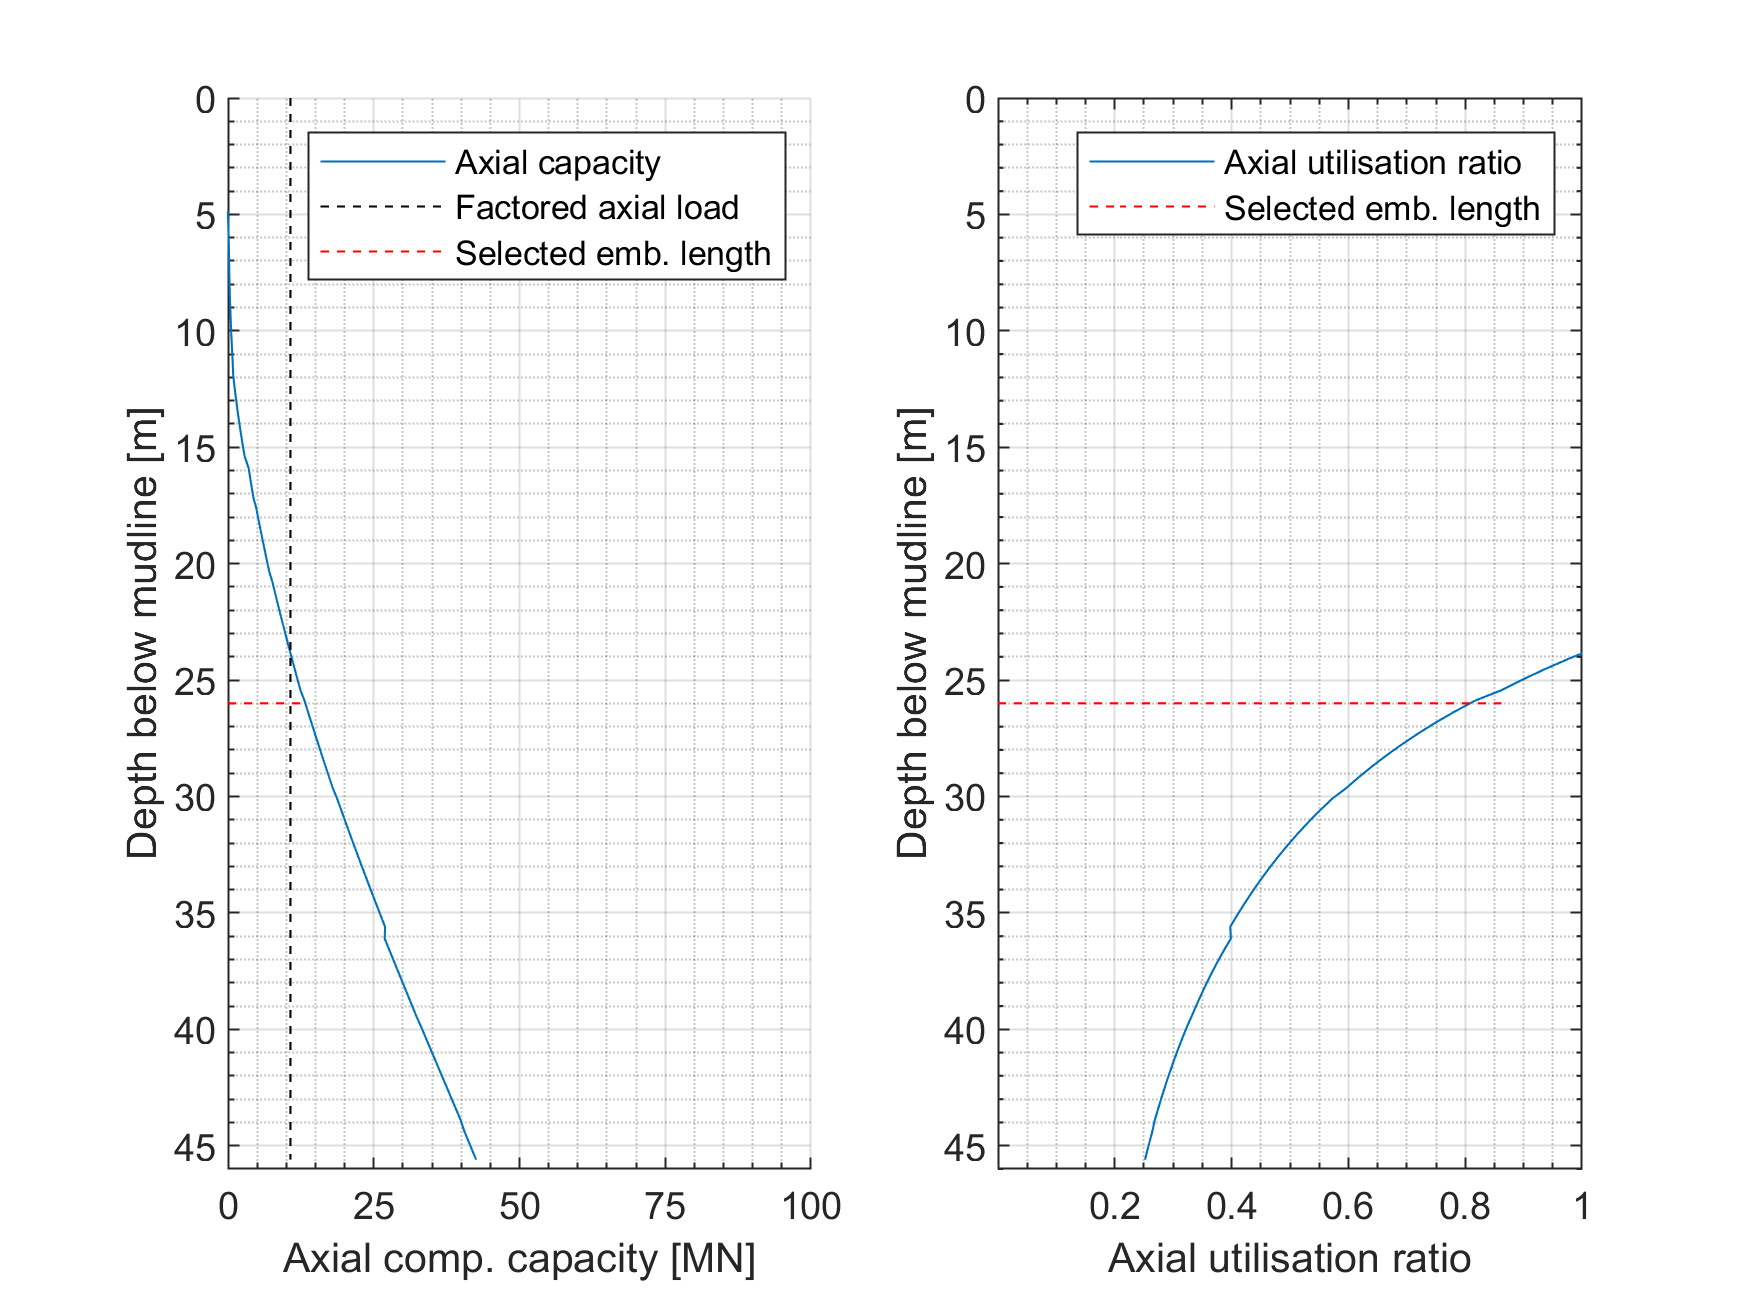 0
5
10
15
20
25
30
35
40
45
Depth below mudline [m]
Axial capacity
Factored axial load
Selected emb. length
0 25 50 75 100
Axial comp. capacity [MN]
0
5
10
15
20
25
30
35
40
45
Depth below mudline [m]
Axial utilisation ratio
Selected emb. length
0.2 0.4 0.6 0.8 1
Axial utilisation ratio